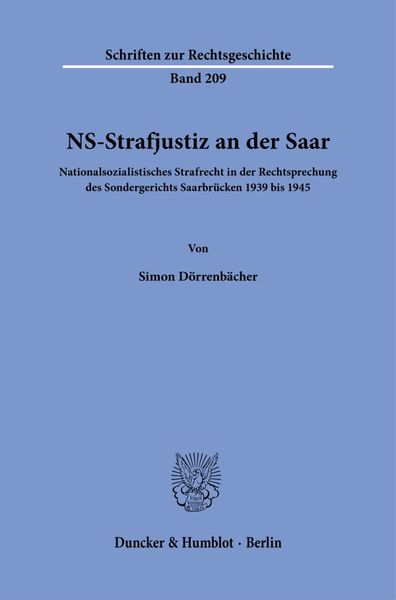 Schriften zur Rechtsgeschichte
Band 209
NS-Strafjustiz an der Saar
Nationalsozialistisches Strafrecht in der Rechtsprechung
des Sondergerichts Saarbrücken 1939 bis 1945
Von
Simon Dörrenbächer
Duncker & Humblot · Berlin